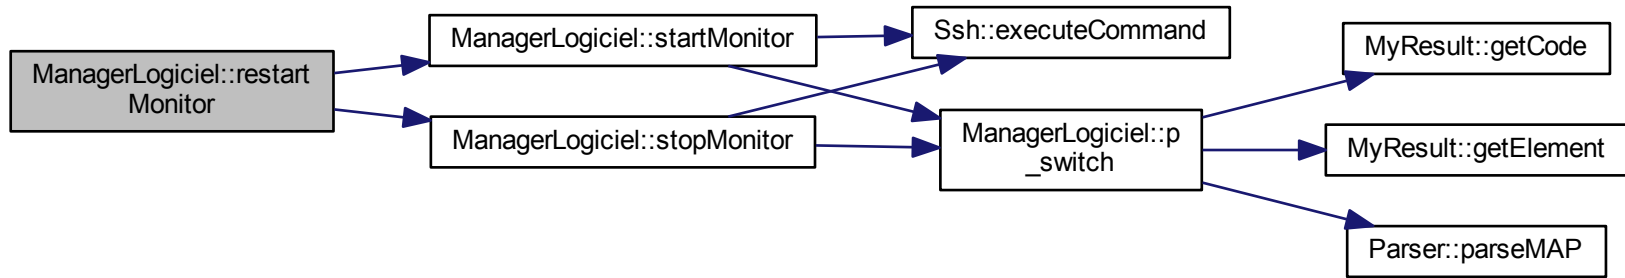 ManagerLogiciel::restart
Monitor
ManagerLogiciel::startMonitor
ManagerLogiciel::stopMonitor
Ssh::executeCommand
ManagerLogiciel::p
_switch
MyResult::getCode
MyResult::getElement
Parser::parseMAP